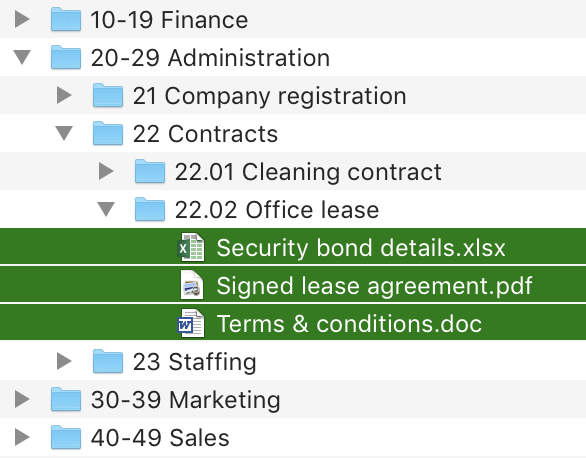 10-19 Finance
20-29 Administration
21 Company registration
22 Contracts
22.01 Cleaning contract
22.02 Office lease
Security bond details.xlsx
Signed lease agreement.pdf
Terms & conditions.doc
23 Staffing
30-39 Marketing
40-49 Sales